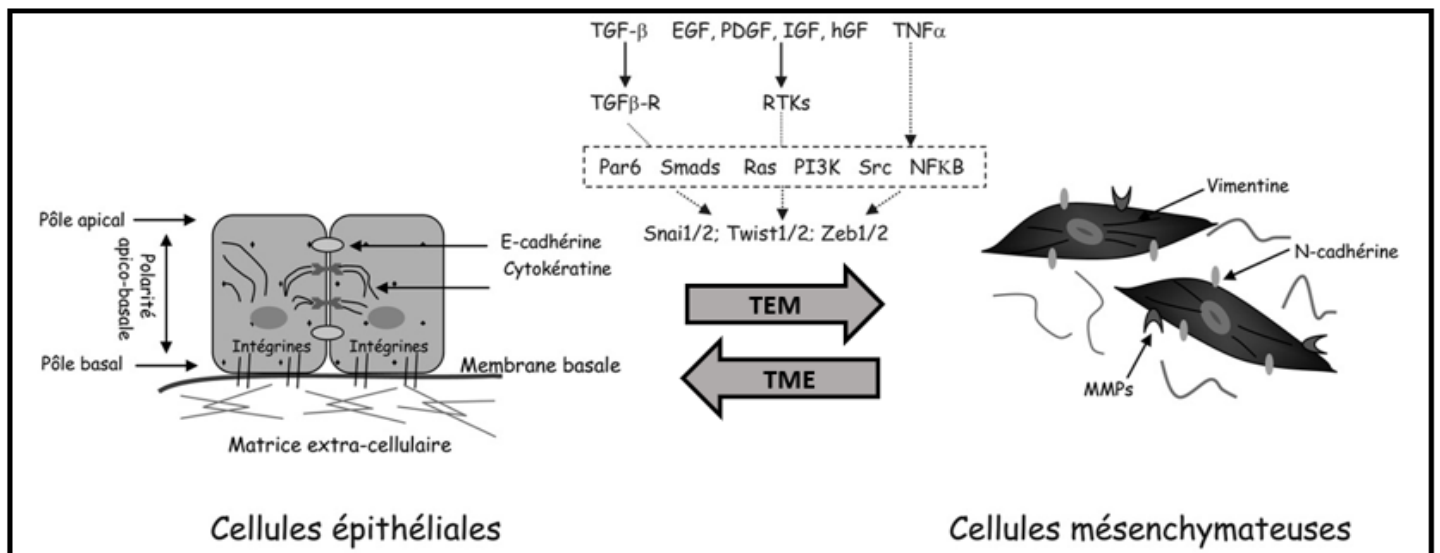 TGF-β EGF, PDGF, IGF, hGF TNFα
TGFβ-R RTKs
Par6 Smads Ras PI3K Src NFKB
Snai1/2; Twist1/2; Zeb1/2
Pôle apical
Polarité
apico-basale
Pôle basal
E-cadhérine
Cytokératine
Intégrines Intégrines
Membrane basale
Matrice extra-cellulaire
TEM
TME
Vimentine
N-cadhérine
MMPs
Cellules épithéliales
Cellules mésenchymateuses